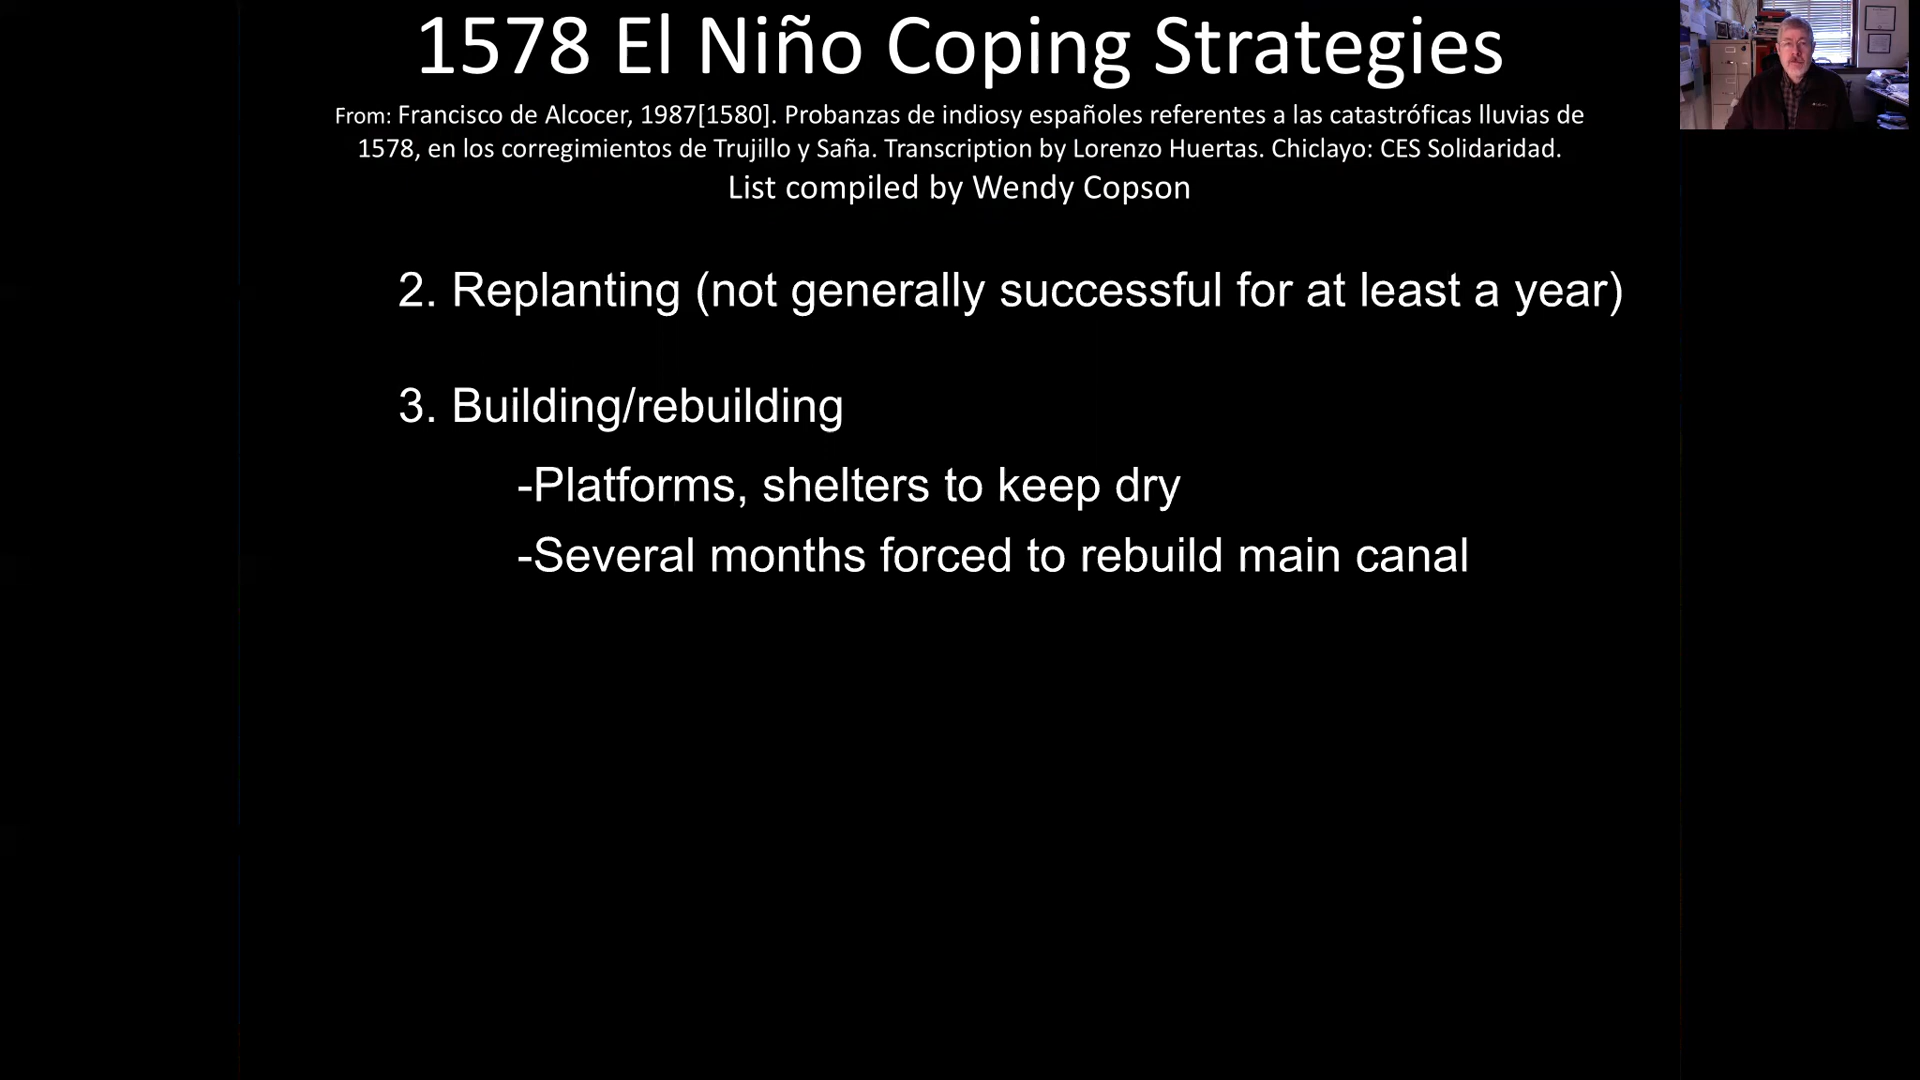 1578 El Niño Coping Strategies
From: Francisco de Alcocer, 1987[1580]. Probanzas de indiosy españoles referentes a las catastróficas lluvias de
1578, en los corregimientos de Trujillo y Saña. Transcription by Lorenzo Huertas. Chiclayo: CES Solidaridad.
List compiled by Wendy Copson
2. Replanting (not generally successful for at least a year)
3. Building/rebuilding
-Platforms, shelters to keep dry
-Several months forced to rebuild main canal